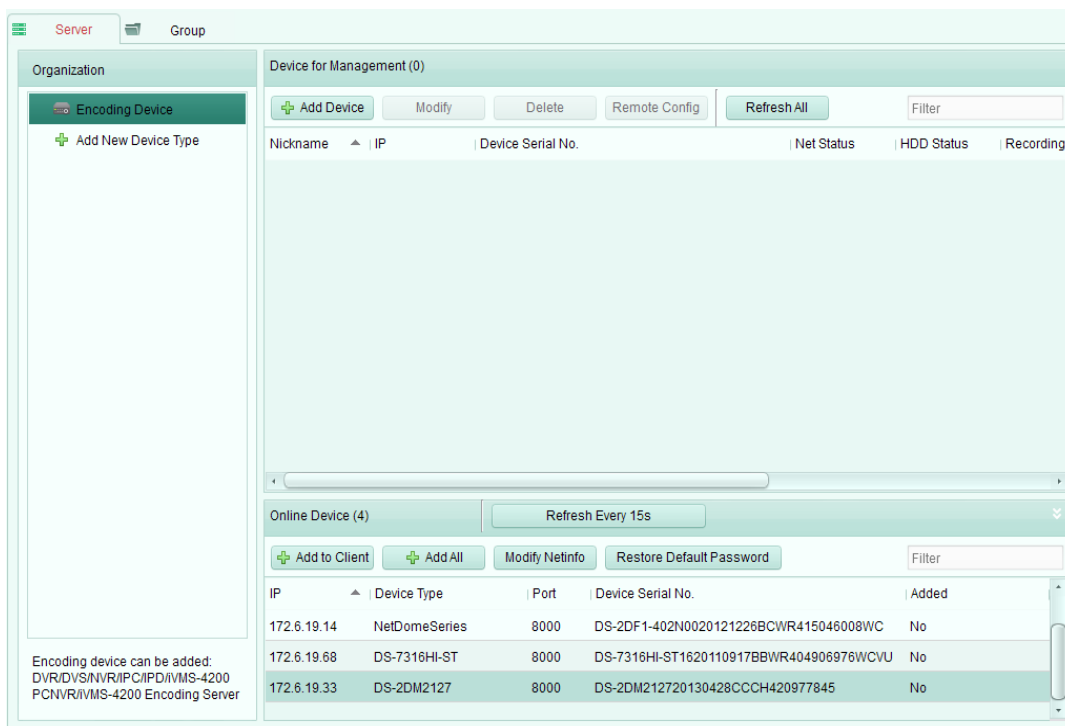 Server Group
Organization
Encoding Device
Add New Device Type
Encoding device can be added:
DVR/DVS/NVR/IPC/IPD/iVMS-4200
PCNVR/iVMS-4200 Encoding Server
Device for Management (0)
Add Device Modify Delete Remote Config Refresh All Filter
Nickname IP Device Serial No. Net Status HDD Status Recording
Online Device (4) Refresh Every 15s
Add to Client Add All Modify Netinfo Restore Default Password Filter
IP Device Type Port Device Serial No. Added
172.6.19.14 NetDomeSeries 8000 DS-2DF1-402N0020121226BCWR415046008WC No
172.6.19.68 DS-7316HI-ST 8000 DS-7316HI-ST1620110917BBWR404906976WCVU No
172.6.19.33 DS-2DM2127 8000 DS-2DM212720130428CCCH420977845 No